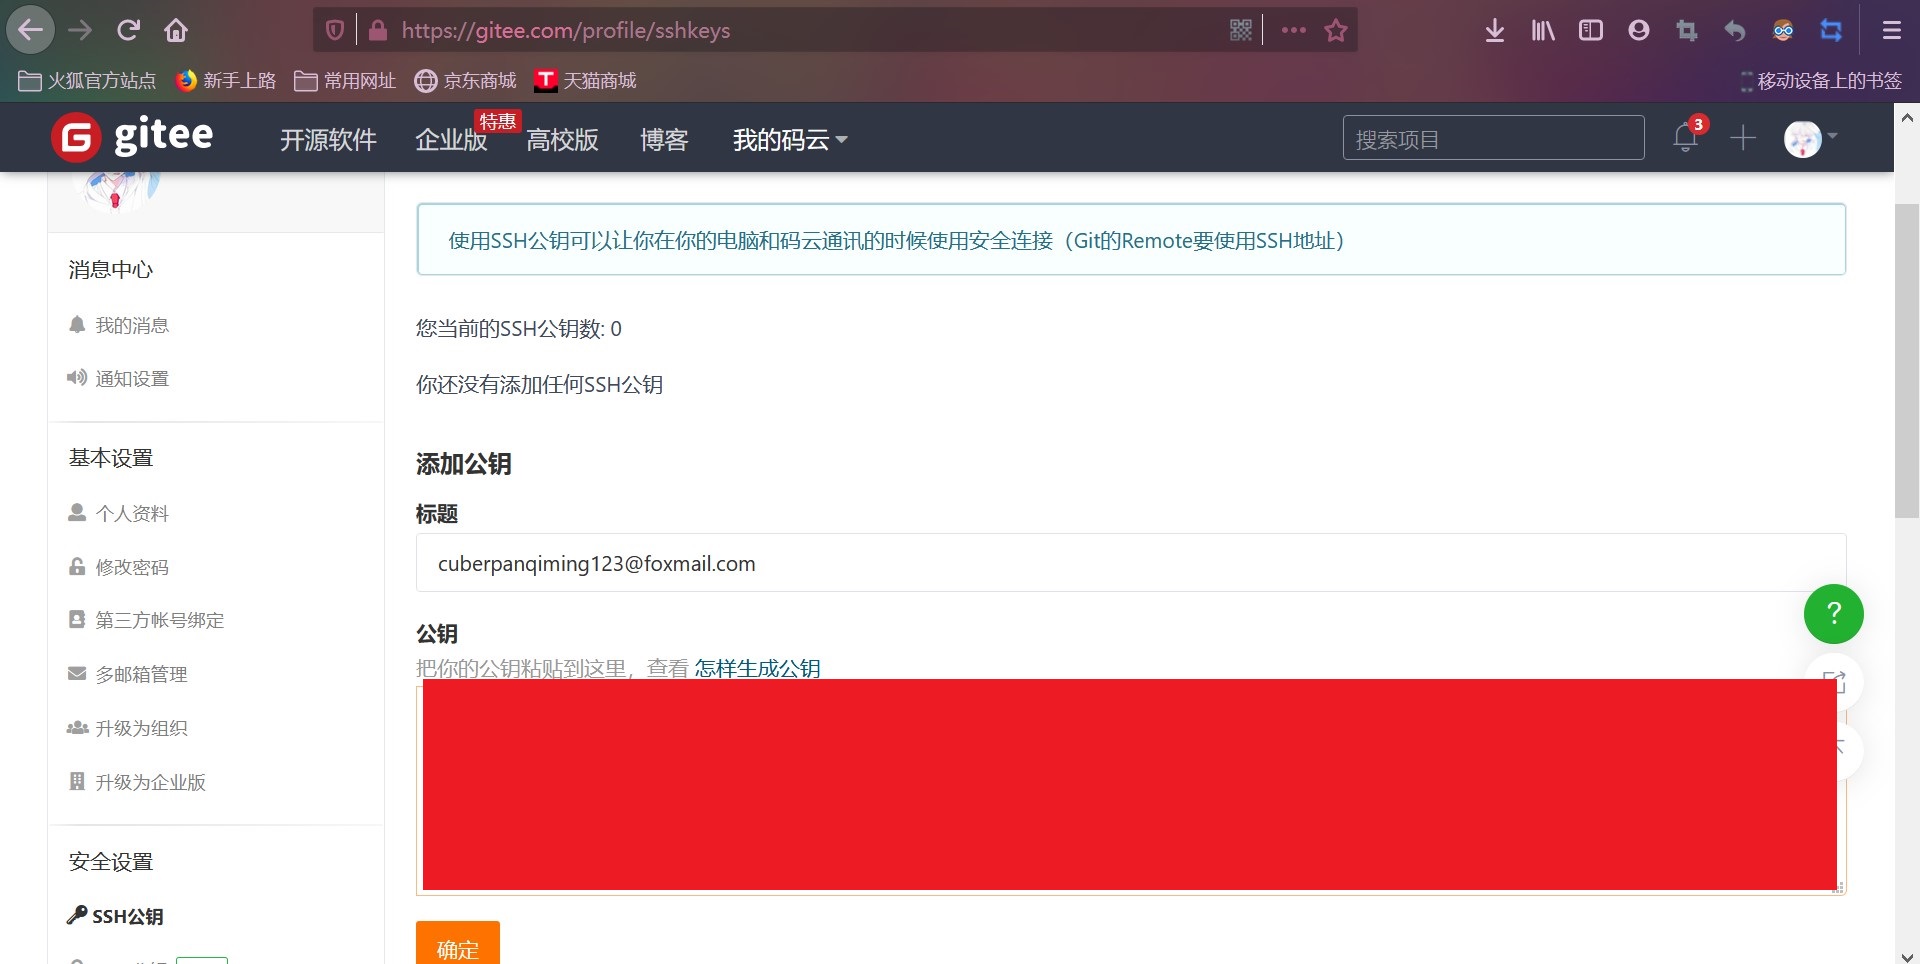 https://gitee.com/profile/sshkeys
火狐官方站点 新手上路 常用网址 京东商城 天猫商城 移动设备上的书签
gitee 开源软件 企业版 特惠 高校版 博客 我的码云 搜索项目 3
使用SSH公钥可以让你在你的电脑和码云通讯的时候使用安全连接（Git的Remote要使用SSH地址）
消息中心
我的消息
通知设置
基本设置
个人资料
修改密码
第三方帐号绑定
多邮箱管理
升级为组织
升级为企业版
安全设置
SSH公钥
您当前的SSH公钥数: 0
你还没有添加任何SSH公钥
添加公钥
标题
cuberpanqiming123@foxmail.com
公钥
把你的公钥粘贴到这里，查看 怎样生成公钥
确定
?